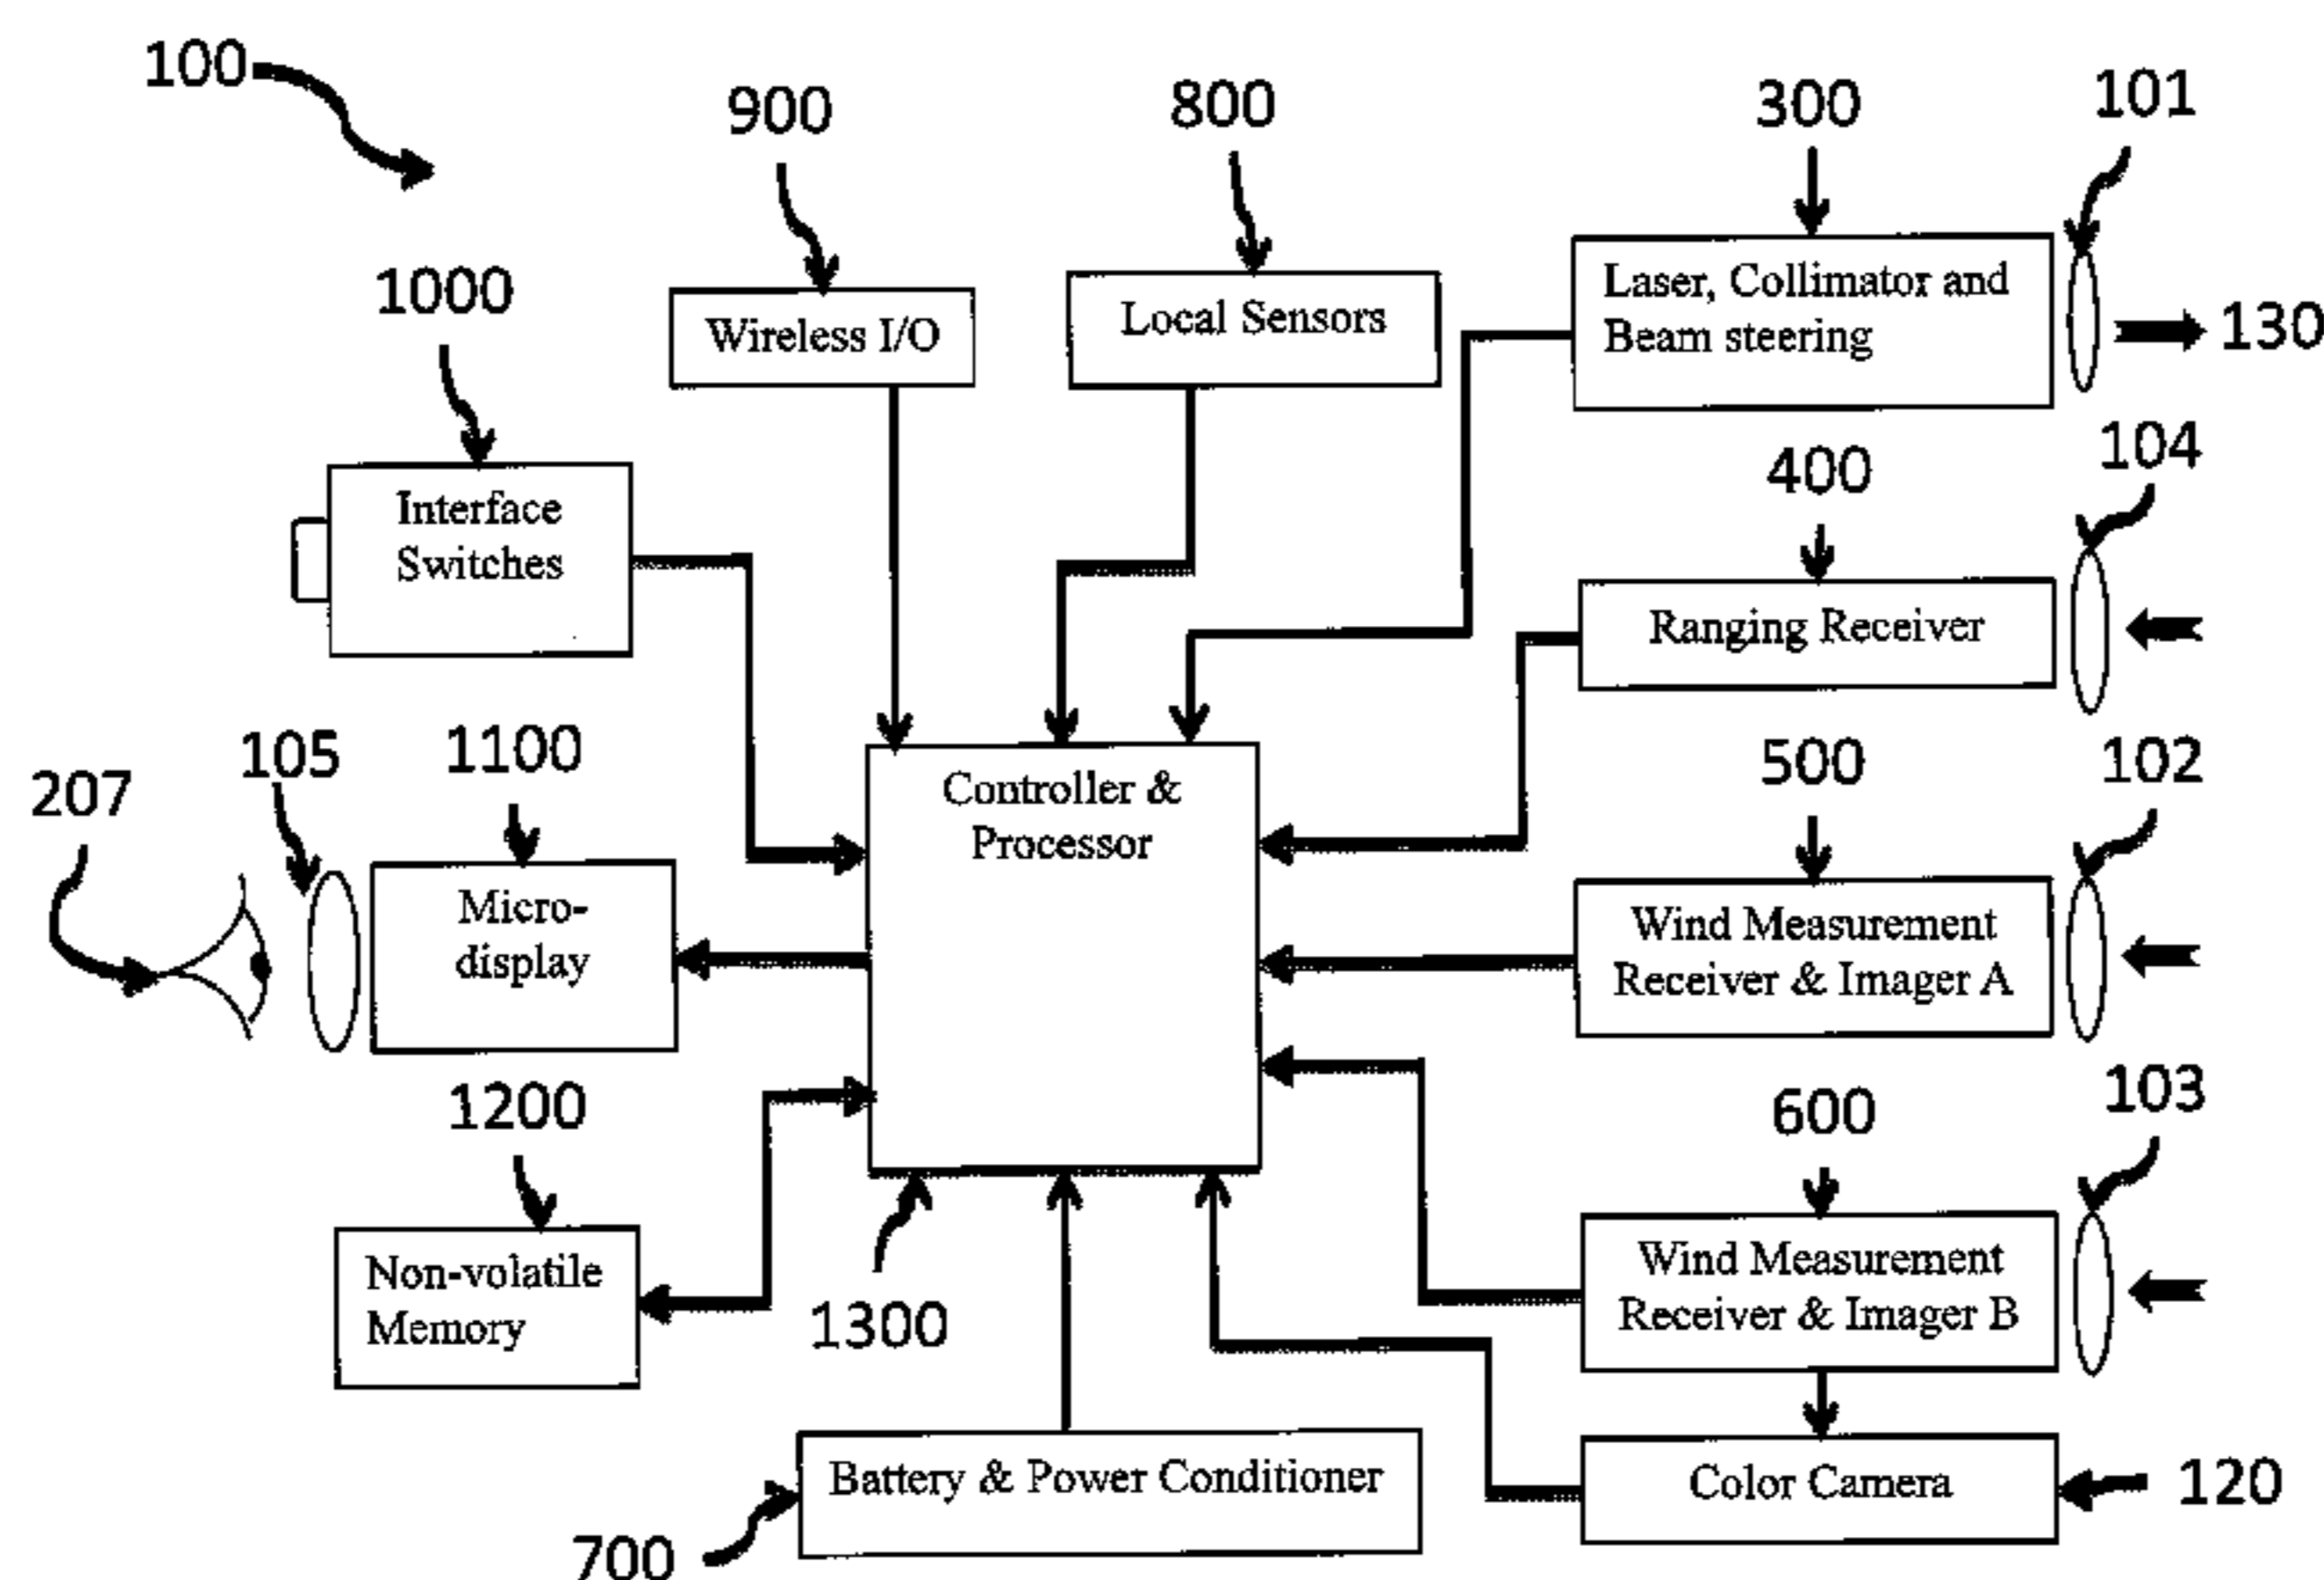 100
900
800
300
101
1000
Wireless I/O
Local Sensors
Laser, Collimator and
Beam steering
130
Interface
Switches
400
104
Ranging Receiver
207
105
1100
Controller &
Processor
500
102
Micro-
display
Wind Measurement
Receiver & Imager A
1200
600
103
Non-volatile
Memory
1300
Wind Measurement
Receiver & Imager B
Battery & Power Conditioner
Color Camera
120
700